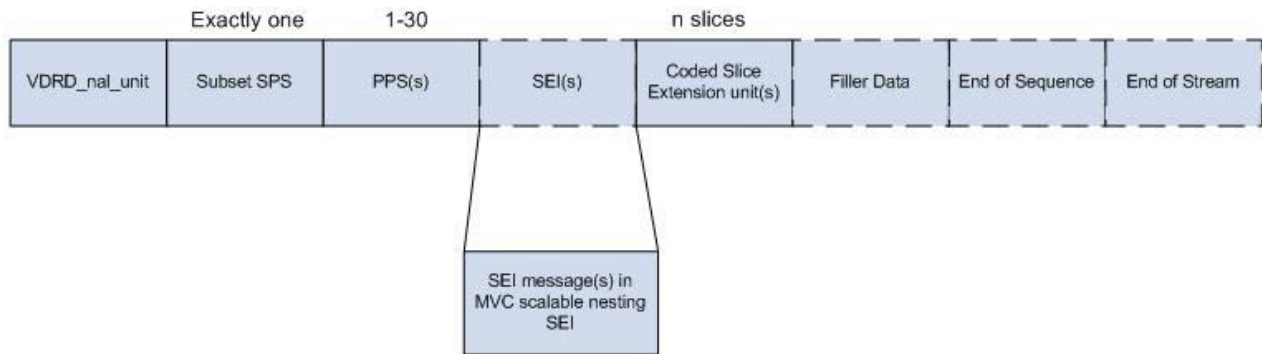 Exactly one
1-30
n slices
VDRD_nal_unit
Subset SPS
PPS(s)
SEI(s)
Coded Slice
Extension unit(s)
Filler Data
End of Sequence
End of Stream
SEI message(s) in
MVC scalable nesting
SEI